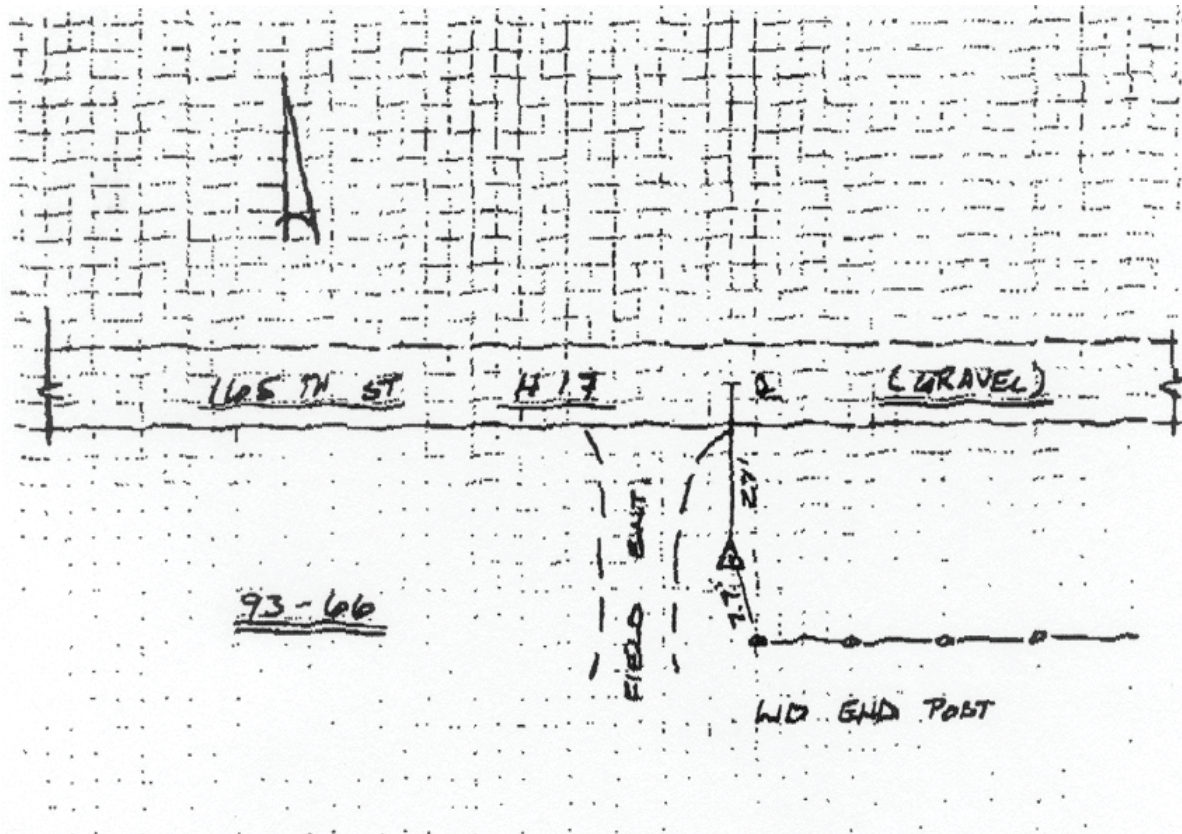 165 TH ST H 17 (GRAVEL)
27'
FIELD ENT.
93-66
7.7'
WD END POST